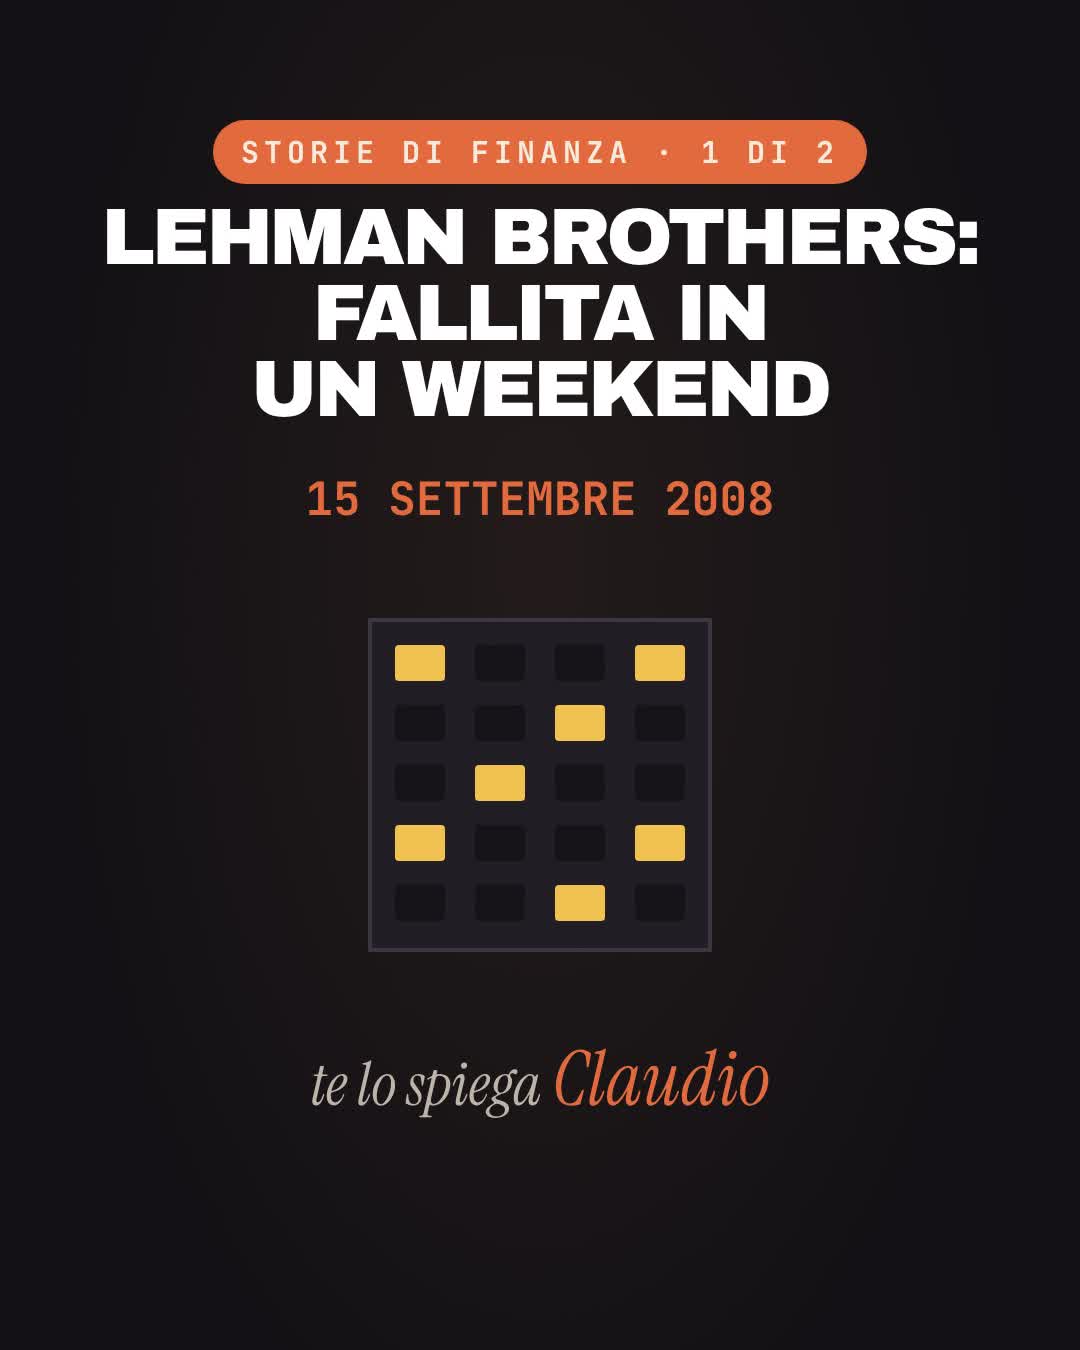 STORIE DI FINANZA · 1 DI 2
LEHMAN BROTHERS:
FALLITA IN
UN WEEKEND
15 SETTEMBRE 2008
te lo spiega Claudio